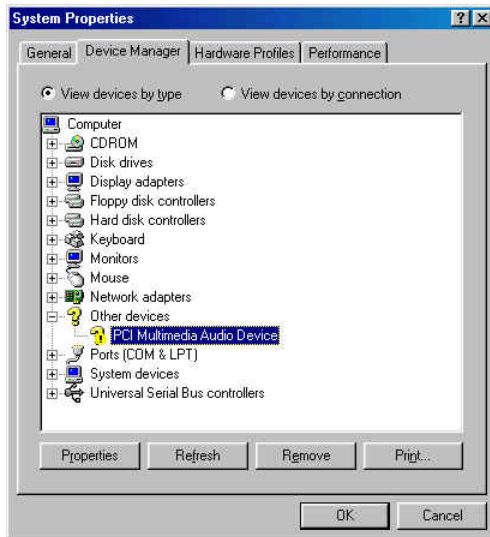 System Properties
General Device Manager Hardware Profiles Performance
View devices by type View devices by connection
Computer
CDROM
Disk drives
Display adapters
Floppy disk controllers
Hard disk controllers
Keyboard
Monitors
Mouse
Network adapters
Other devices
PCI Multimedia Audio Device
Ports (COM & LPT)
System devices
Universal Serial Bus controllers
Properties Refresh Remove Print...
OK Cancel